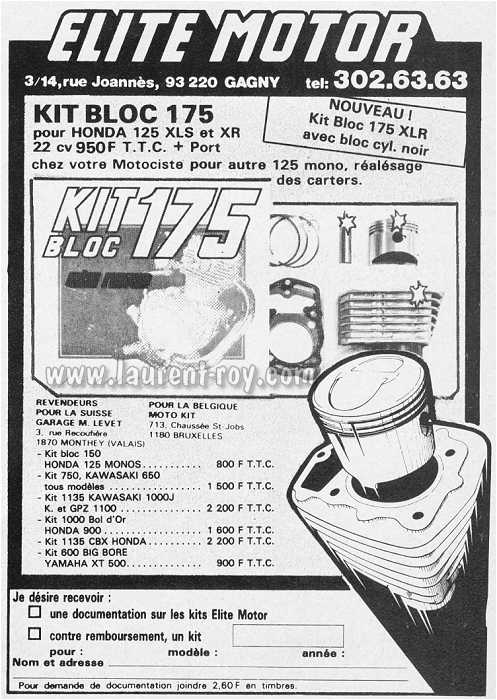 ELITE MOTOR
3/14,rue Joannès, 93 220 GAGNY tel: 302.63.63
KIT BLOC 175
pour HONDA 125 XLS et XR
22 cv 950F T.T.C. + Port
NOUVEAU !
Kit Bloc 175 XLR
avec bloc cyl. noir
chez votre Motociste pour autre 125 mono, réalésage
des carters.
KIT 175
BLOC
elite motor
www.laurent-roy.com
REVENDEURS
POUR LA SUISSE
GARAGE M. LEVET
3, rue Recoutière
1870 MONTHEY (VALAIS)
POUR LA BELGIQUE
MOTO KIT
713, Chaussée St-Jobs
1180 BRUXELLES
- Kit bloc 150
HONDA 125 MONOS........... 800 F T.T.C.
- Kit 750, KAWASAKI 650
tous modèles ............... 1 500 F T.T.C.
- Kit 1135 KAWASAKI 1000J
K. et GPZ 1100 .............. 2 200 F T.T.C.
- Kit 1000 Bol d'Or
HONDA 900 .................. 1 600 F T.T.C.
- Kit 1135 CBX HONDA......... 2 200 F T.T.C.
- Kit 600 BIG BORE
YAMAHA XT 500............. 900 F T.T.C.
Je désire recevoir :
une documentation sur les kits Elite Motor
contre remboursement, un kit
pour : modèle : année :
Nom et adresse
Pour demande de documentation joindre 2,60 F en timbres.